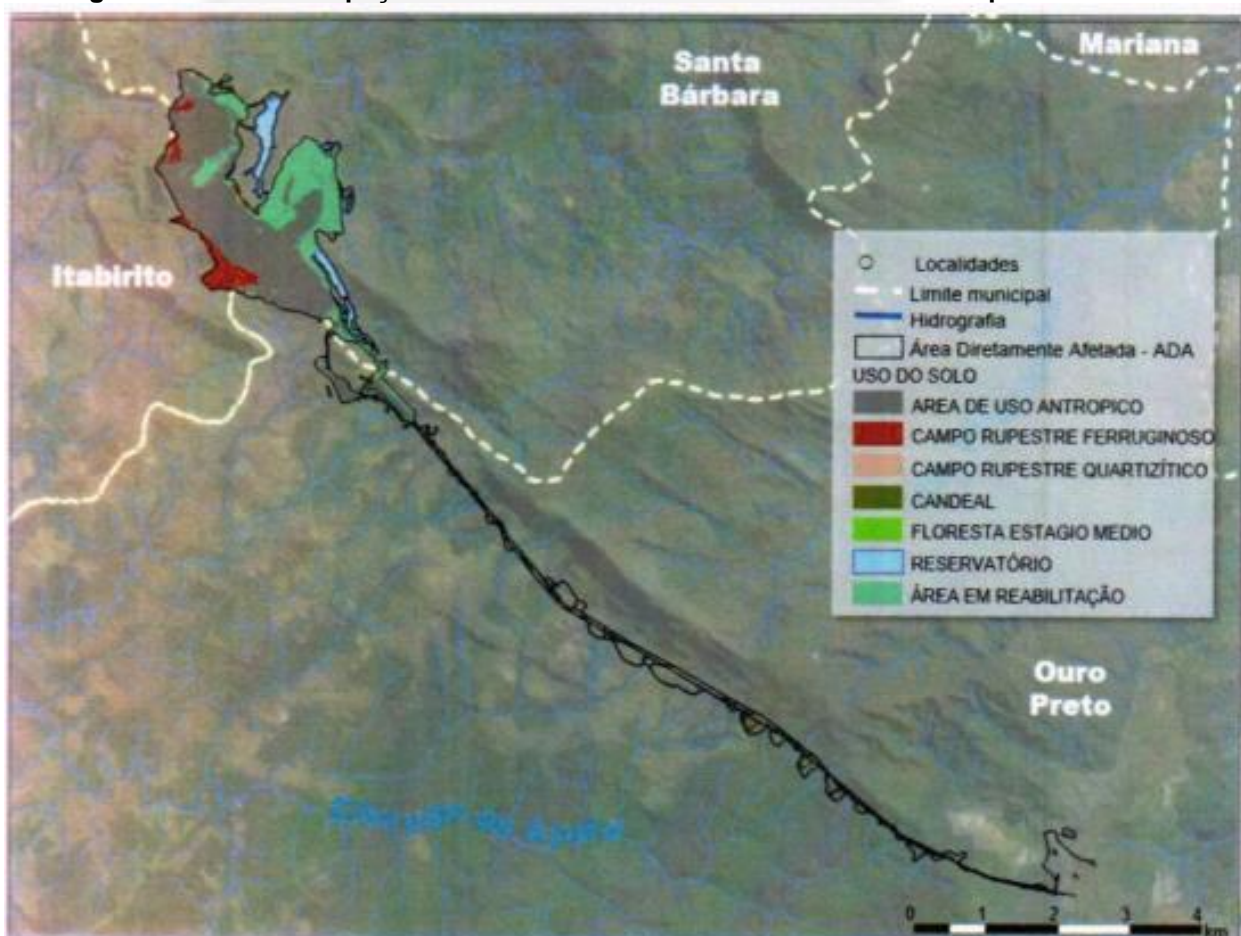 Mariana
Santa
Bárbara
Itabirito
Localidades
Limite municipal
Hidrografia
Área Diretamente Afetada - ADA
USO DO SOLO
AREA DE USO ANTROPICO
CAMPO RUPESTRE FERRUGINOSO
CAMPO RUPESTRE QUARTIZÍTICO
CANDEAL
FLORESTA ESTAGIO MEDIO
RESERVATÓRIO
ÁREA EM REABILITAÇÃO
Ouro
Preto
0 1 2 3 4
km